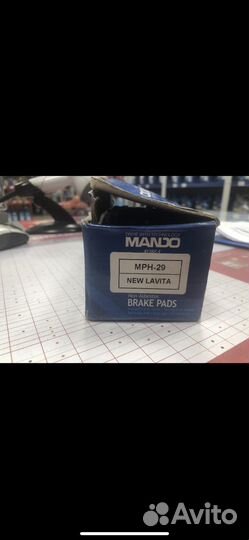 MANDO
MPH-29
NEW LAVITA
Non Asbestos
BRAKE PADS
Avito